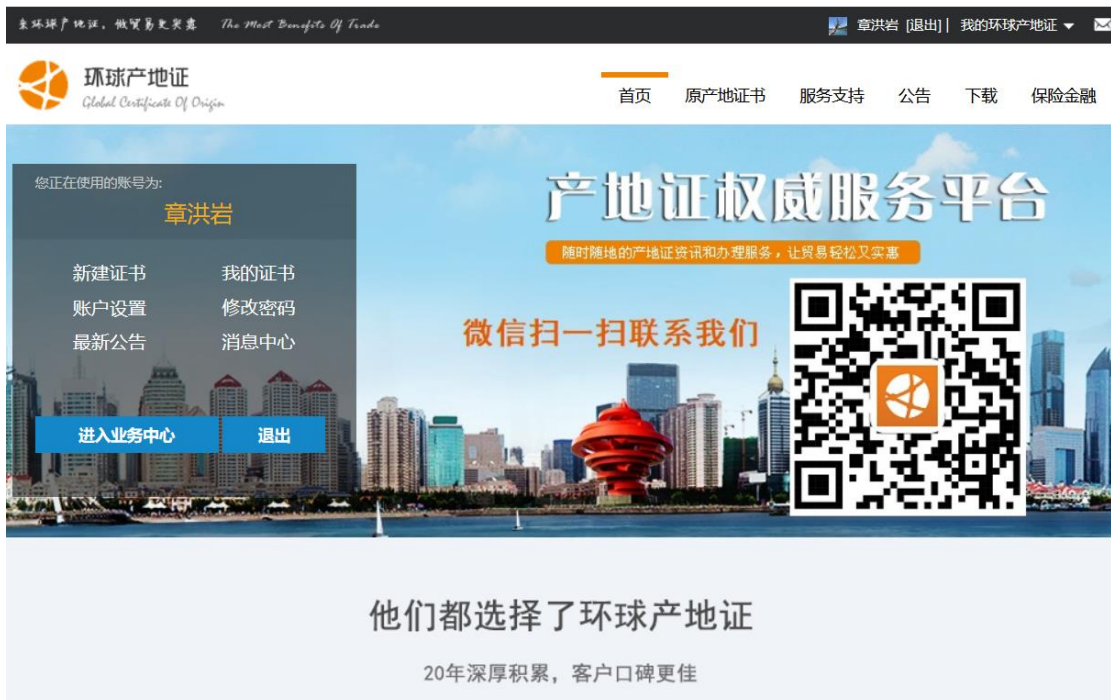 来环球产地证，做贸易更实惠 The Most Benefits Of Trade
章洪岩 [退出] | 我的环球产地证
环球产地证
Global Certificate Of Origin
首页 原产地证书 服务支持 公告 下载 保险金融
您正在使用的账号为:
章洪岩
新建证书 我的证书
账户设置 修改密码
最新公告 消息中心
进入业务中心 退出
产地证权威服务平台
随时随地的产地证资讯和办理服务，让贸易轻松又实惠
微信扫一扫联系我们
他们都选择了环球产地证
20年深厚积累，客户口碑更佳